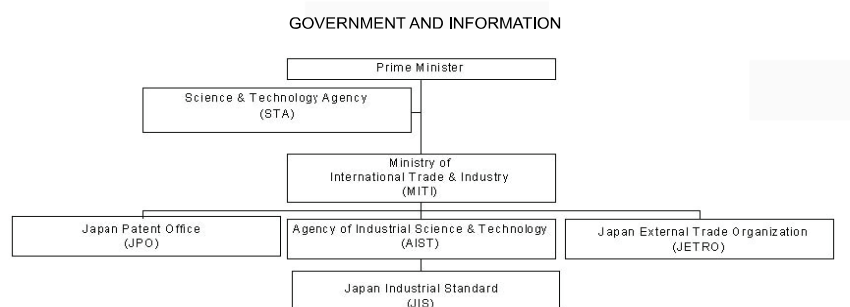 GOVERNMENT AND INFORMATION
Prime Minister
Science & Technology Agency
(STA)
Ministry of
International Trade & Industry
(MITI)
Japan Patent Office
(JPO)
Agency of Industrial Science & Technology
(AIST)
Japan External Trade Organization
(JETRO)
Japan Industrial Standard
(JIS)